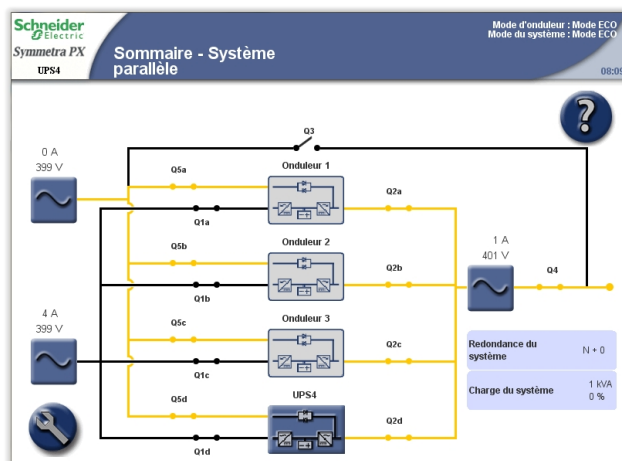 Schneider
Electric
Symmetra PX
UPS4
Sommaire - Système
parallèle
Mode d'onduleur : Mode ECO
Mode du système : Mode ECO
08:09
Q3
0 A
399 V
Q5a
Onduleur 1
Q2a
Q1a
Q5b
Onduleur 2
Q2b
1 A
401 V
Q4
Q1b
4 A
399 V
Q5c
Onduleur 3
Q2c
Q1c
Redondance du
système
N + 0
Charge du système
1 kVA
0 %
Q5d
UPS4
Q2d
Q1d